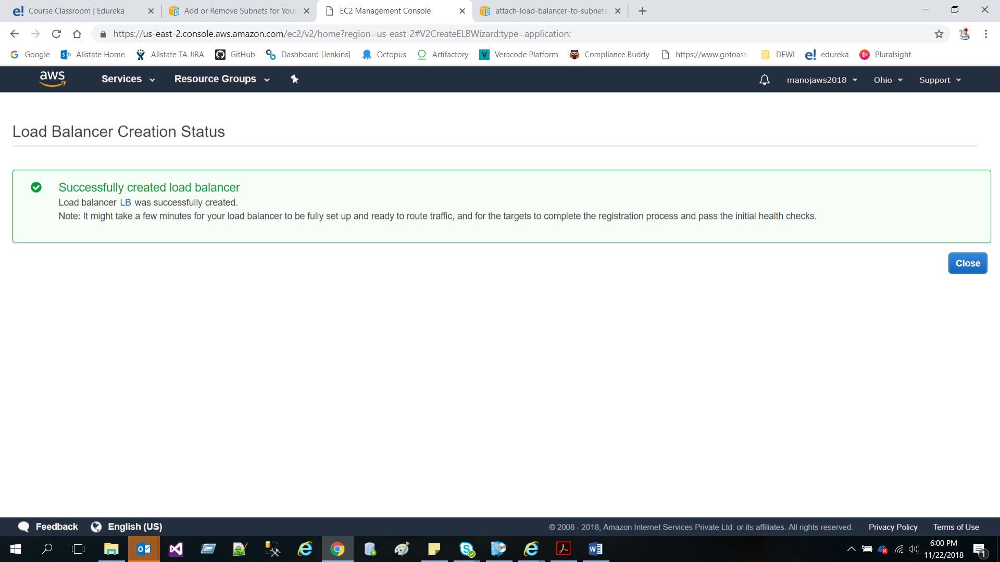 e! Course Classroom | Edureka
Add or Remove Subnets for Your
EC2 Management Console
attach-load-balancer-to-subnets
https://us-east-2.console.aws.amazon.com/ec2/v2/home?region=us-east-2#V2CreateELBWizard:type=application:
Google Allstate Home Allstate TA JIRA GitHub Dashboard [Jenkins] Octopus Artifactory Veracode Platform Compliance Buddy https://www.gotoassi DEWI e! edureka Pluralsight
aws Services Resource Groups manojaws2018 Ohio Support
Load Balancer Creation Status
Successfully created load balancer
Load balancer LB was successfully created.
Note: It might take a few minutes for your load balancer to be fully set up and ready to route traffic, and for the targets to complete the registration process and pass the initial health checks.
Close
Feedback English (US) © 2008 - 2018, Amazon Internet Services Private Ltd. or its affiliates. All rights reserved. Privacy Policy Terms of Use
6:00 PM
11/22/2018
1